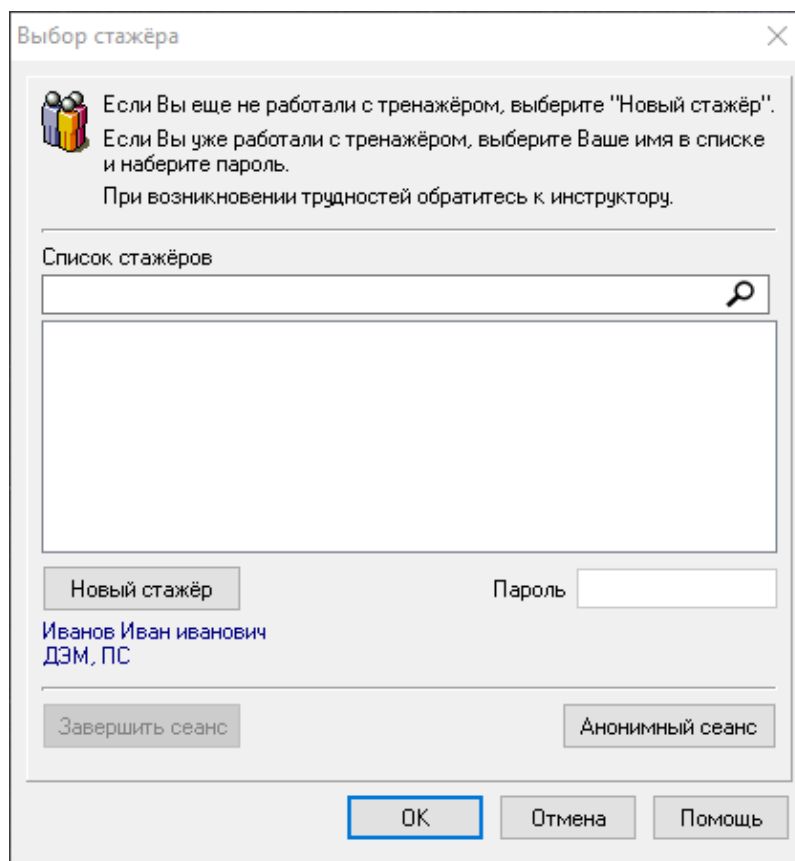 Выбор стажёра
Если Вы еще не работали с тренажёром, выберите "Новый стажёр".
Если Вы уже работали с тренажёром, выберите Ваше имя в списке
и наберите пароль.
При возникновении трудностей обратитесь к инструктору.
Список стажёров
Новый стажёр
Пароль
Иванов Иван иванович
ДЭМ, ПС
Завершить сеанс
Анонимный сеанс
OK
Отмена
Помощь